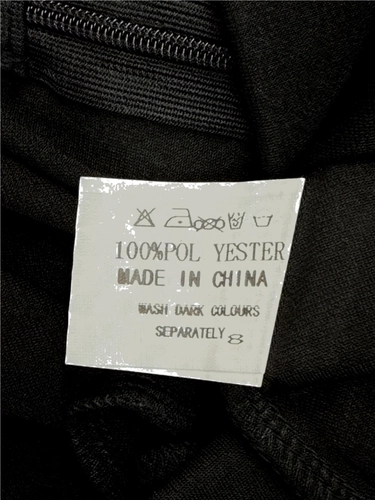 100%POL YESTER
MADE IN CHINA
WASH DARK COLOURS
SEPARATELY 8